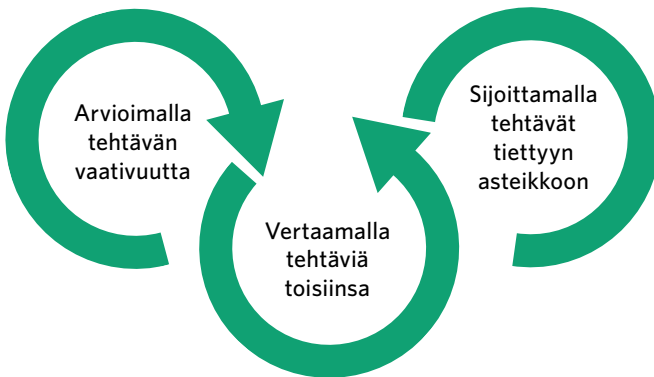 Arvioimalla
tehtävän
vaativuutta
Vertaamalla
tehtäviä
toisiinsa
Sijoittamalla
tehtävät
tiettyyn
asteikkoon